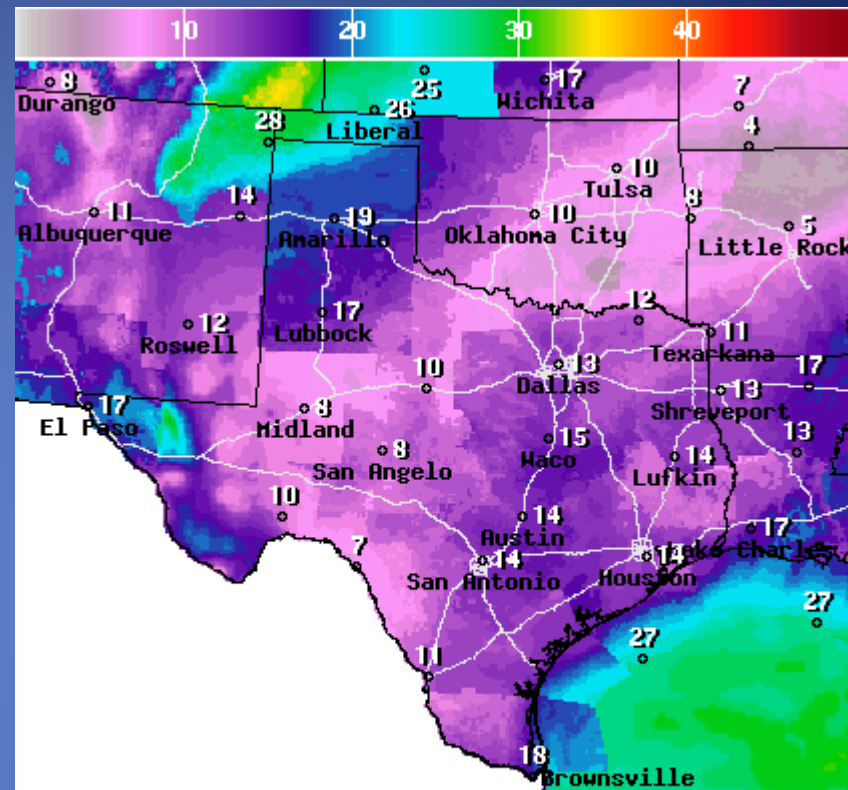 10 20 30 40
8
Durango
25
17
Wichita
7
26
Liberal
28
4
10
Tulsa
11
Albuquerque
14
19
Amarillo
10
Oklahoma City
9
5
Little Rock
12
Roswell
17
Lubbock
12
11
Texarkana
13
Dallas
10
17
El Paso
8
Midland
13
Shreveport
17
8
San Angelo
15
Waco
14
Lufkin
13
10
14
Austin
17
Lake Charles
7
14
San Antonio
14
Houston
27
27
11
18
Brownsville